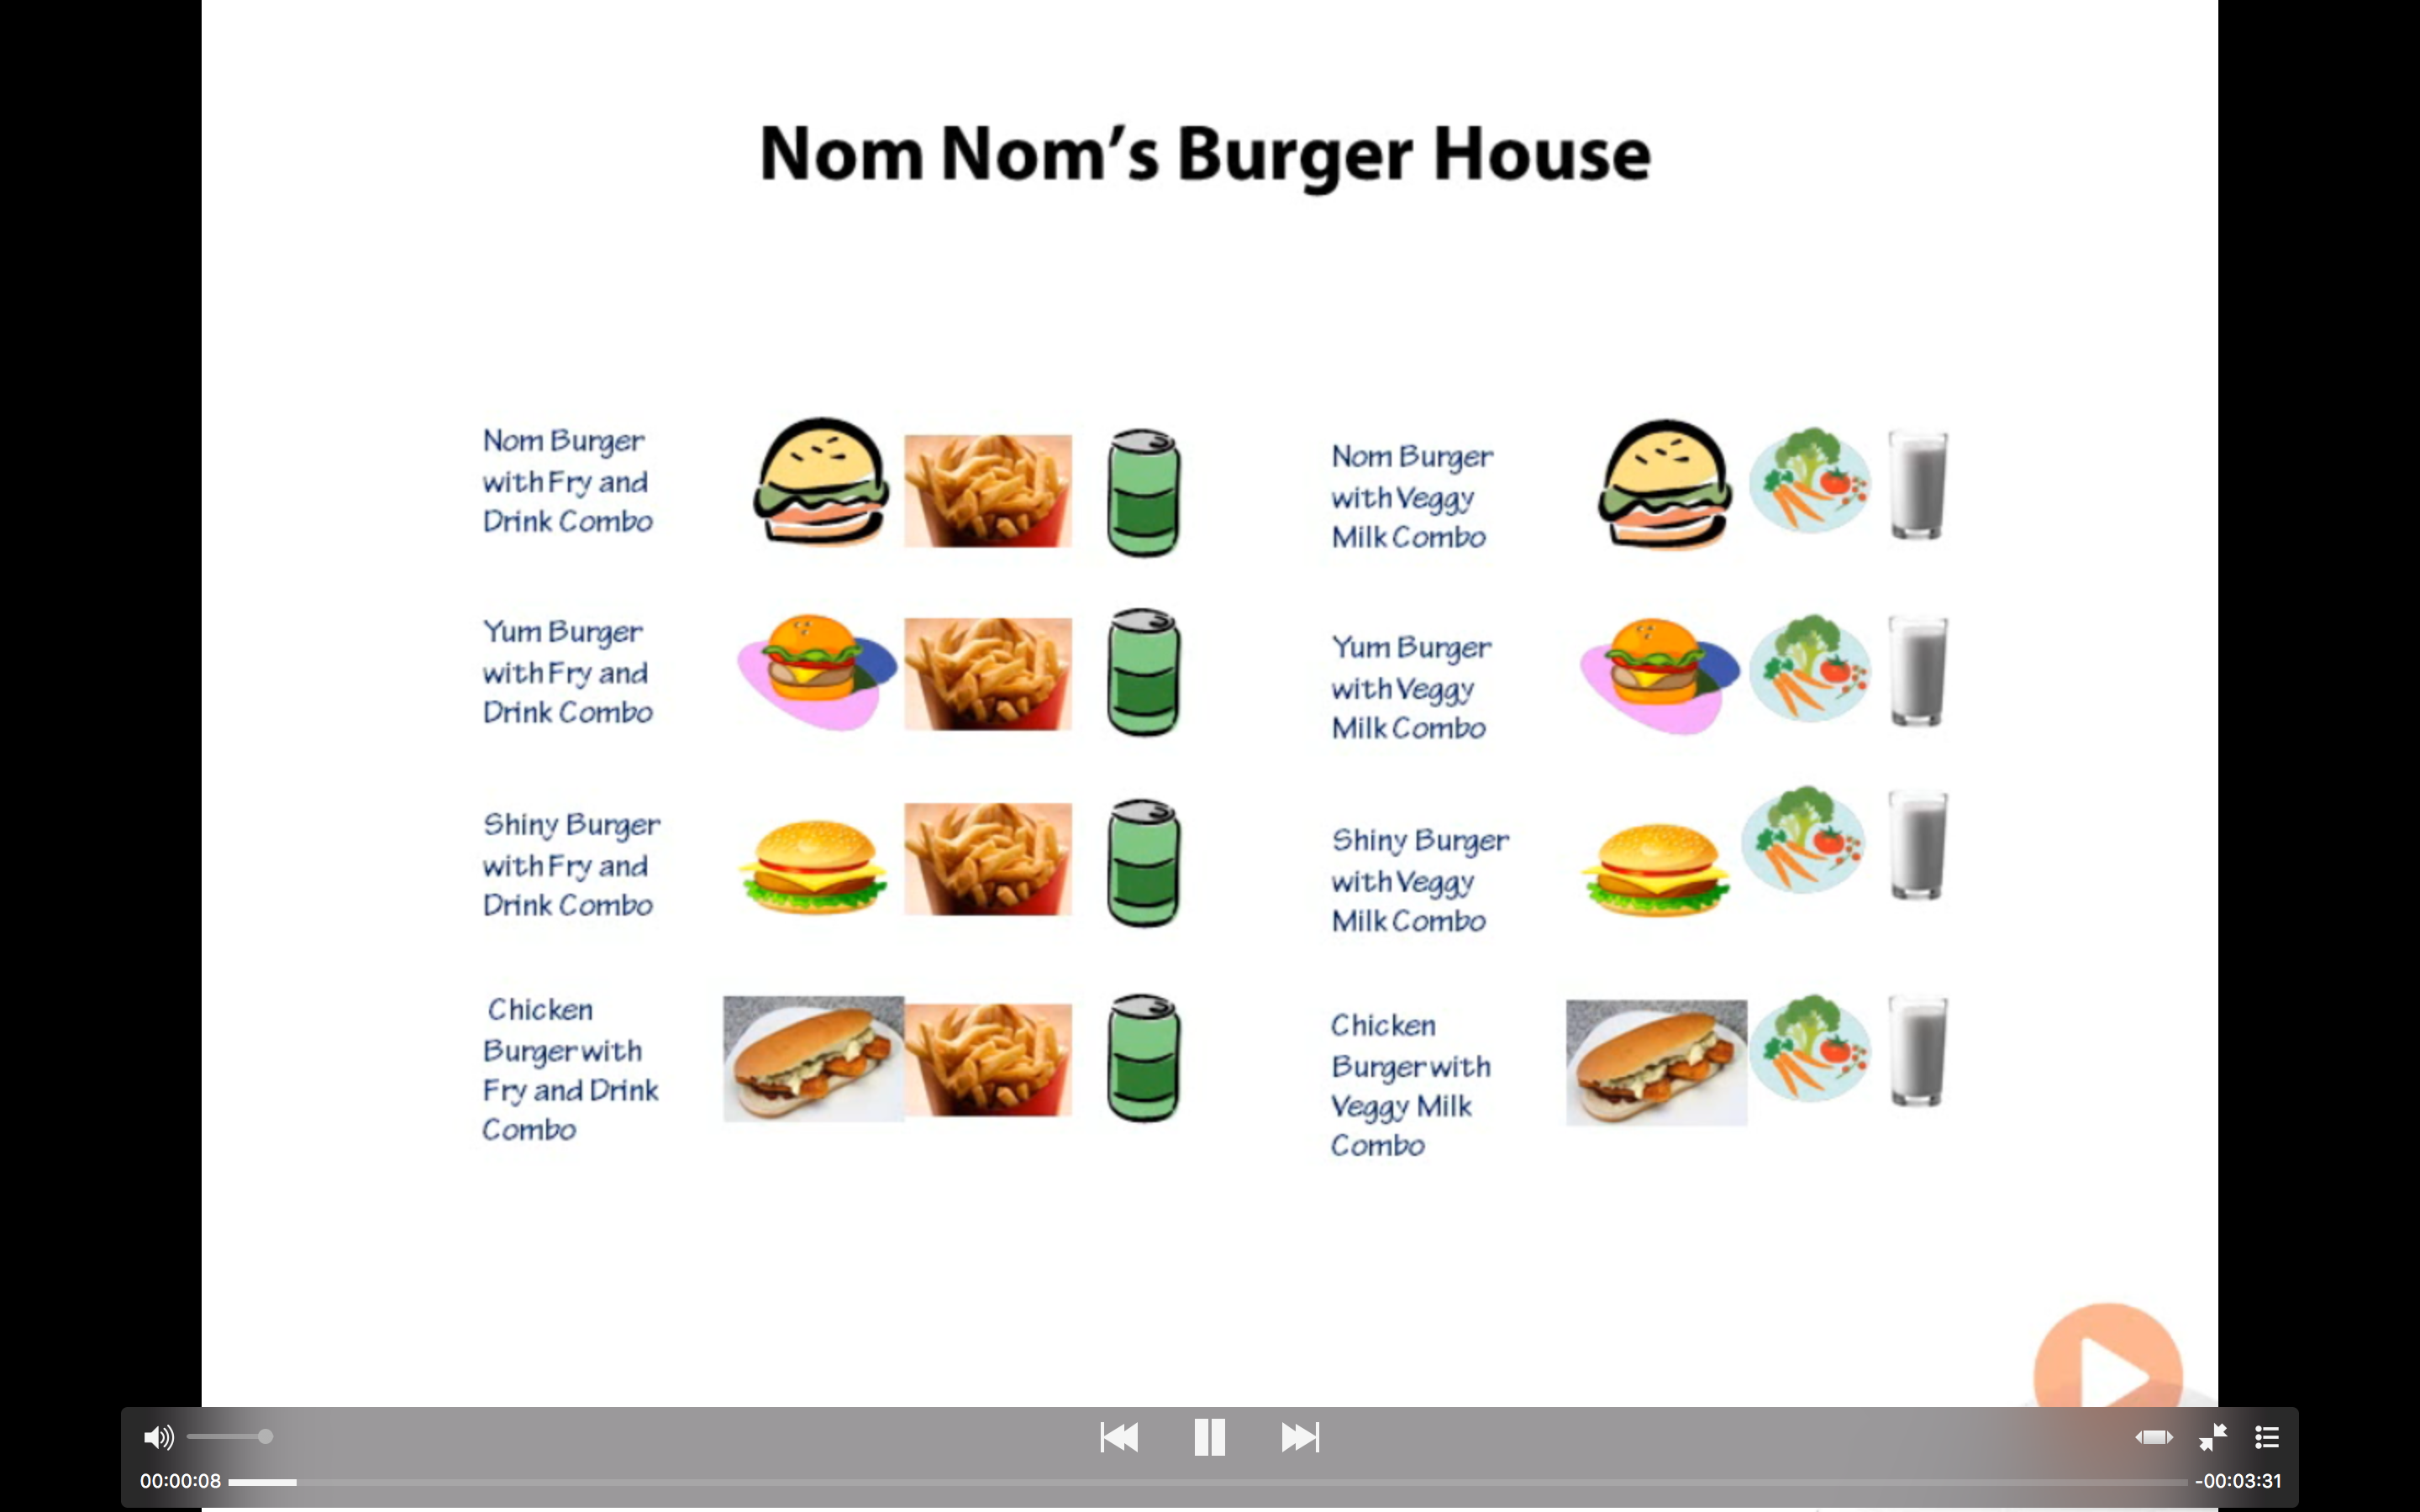 Nom Nom's Burger House
Nom Burger
with Fry and
Drink Combo
Nom Burger
with Veggy
Milk Combo
Yum Burger
with Fry and
Drink Combo
Yum Burger
with Veggy
Milk Combo
Shiny Burger
with Fry and
Drink Combo
Shiny Burger
with Veggy
Milk Combo
Chicken
Burger with
Fry and Drink
Combo
Chicken
Burger with
Veggy Milk
Combo
00:00:08
-00:03:31